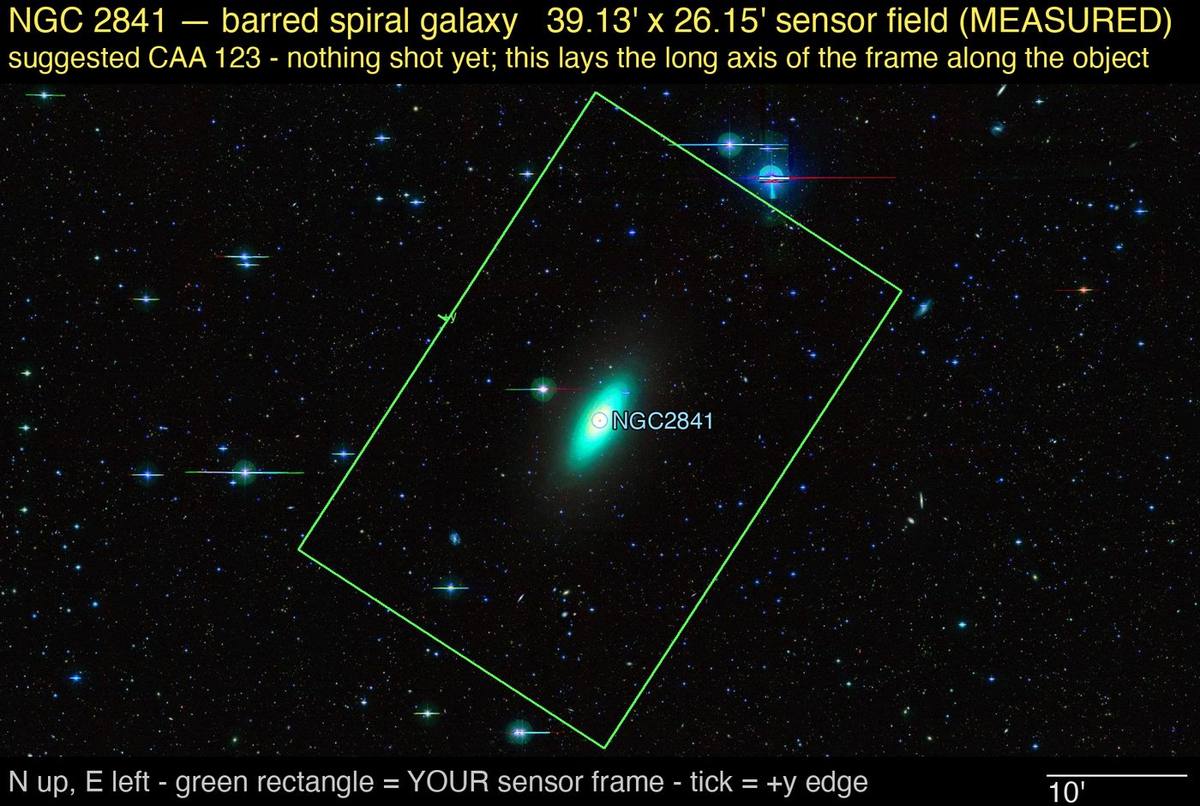 NGC 2841 — barred spiral galaxy 39.13' x 26.15' sensor field (MEASURED)
suggested CAA 123 - nothing shot yet; this lays the long axis of the frame along the object
+y
NGC2841
N up, E left - green rectangle = YOUR sensor frame - tick = +y edge
10'